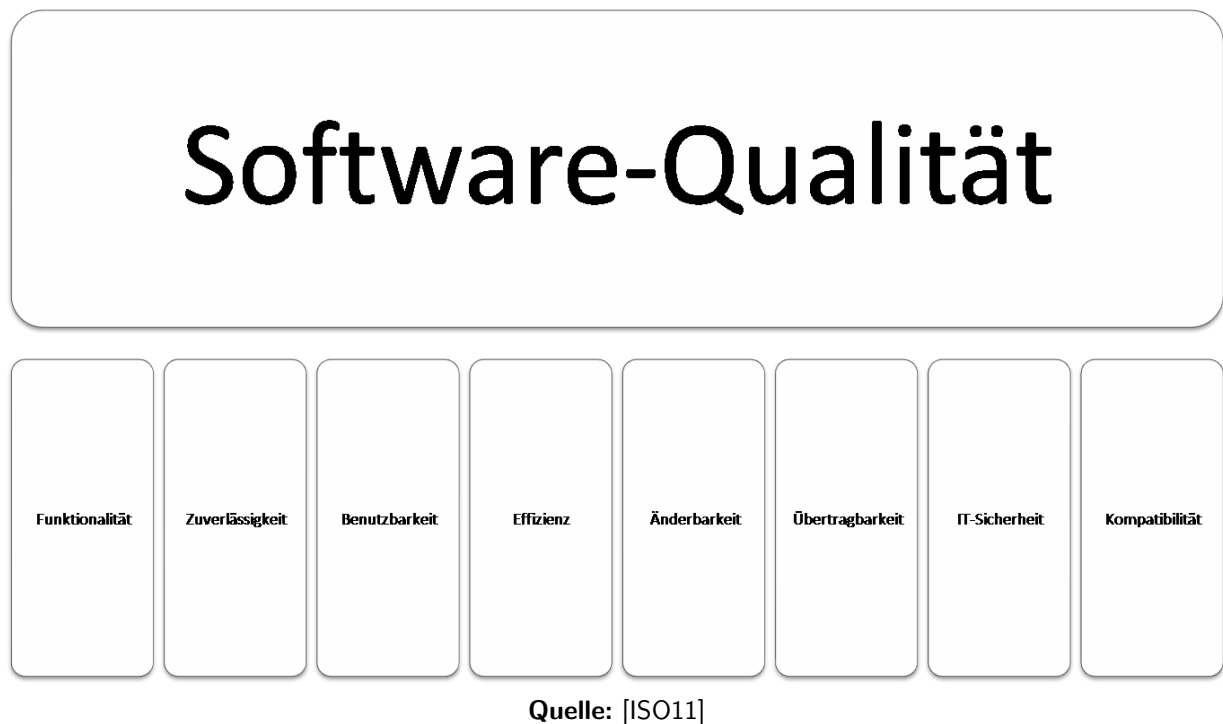 Software-Qualität
Funktionalität
Zuverlässigkeit
Benutzbarkeit
Effizienz
Änderbarkeit
Übertragbarkeit
IT-Sicherheit
Kompatibilität
Quelle: [ISO11]